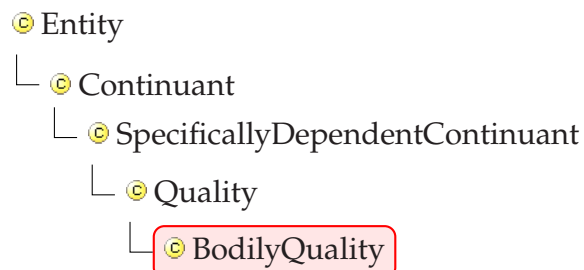 © Entity
© Continuant
© SpecificallyDependentContinuant
© Quality
© BodilyQuality